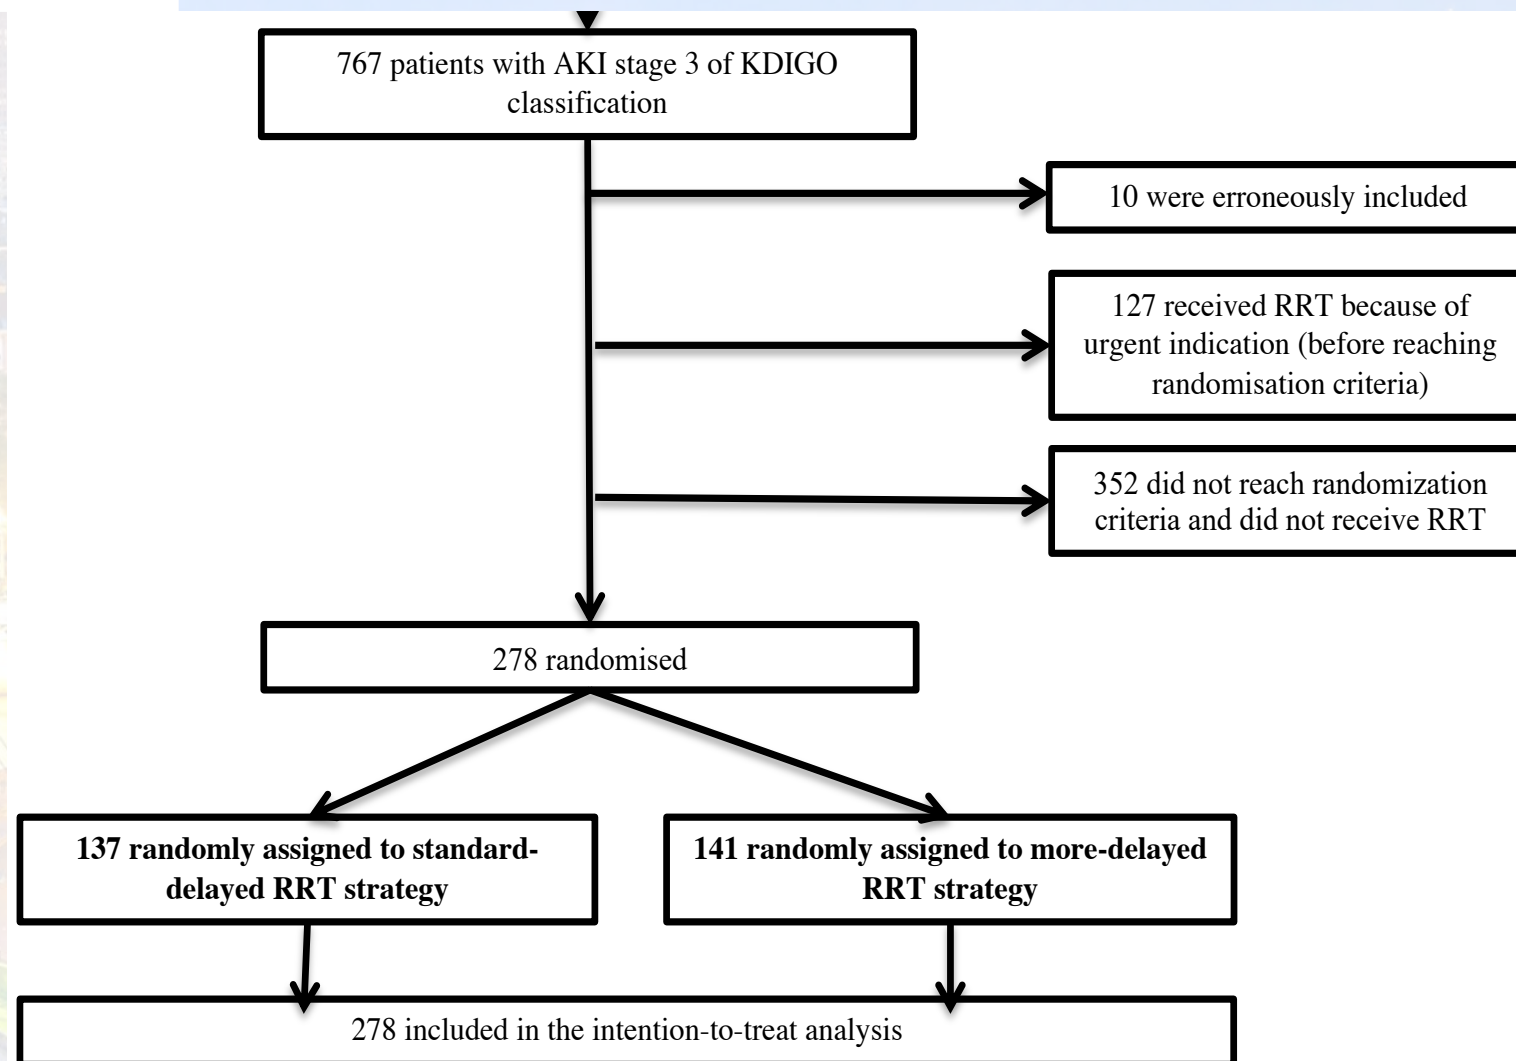 767 patients with AKI stage 3 of KDIGO
classification
10 were erroneously included
127 received RRT because of
urgent indication (before reaching
randomisation criteria)
352 did not reach randomization
criteria and did not receive RRT
278 randomised
137 randomly assigned to standard-
delayed RRT strategy
141 randomly assigned to more-delayed
RRT strategy
278 included in the intention-to-treat analysis